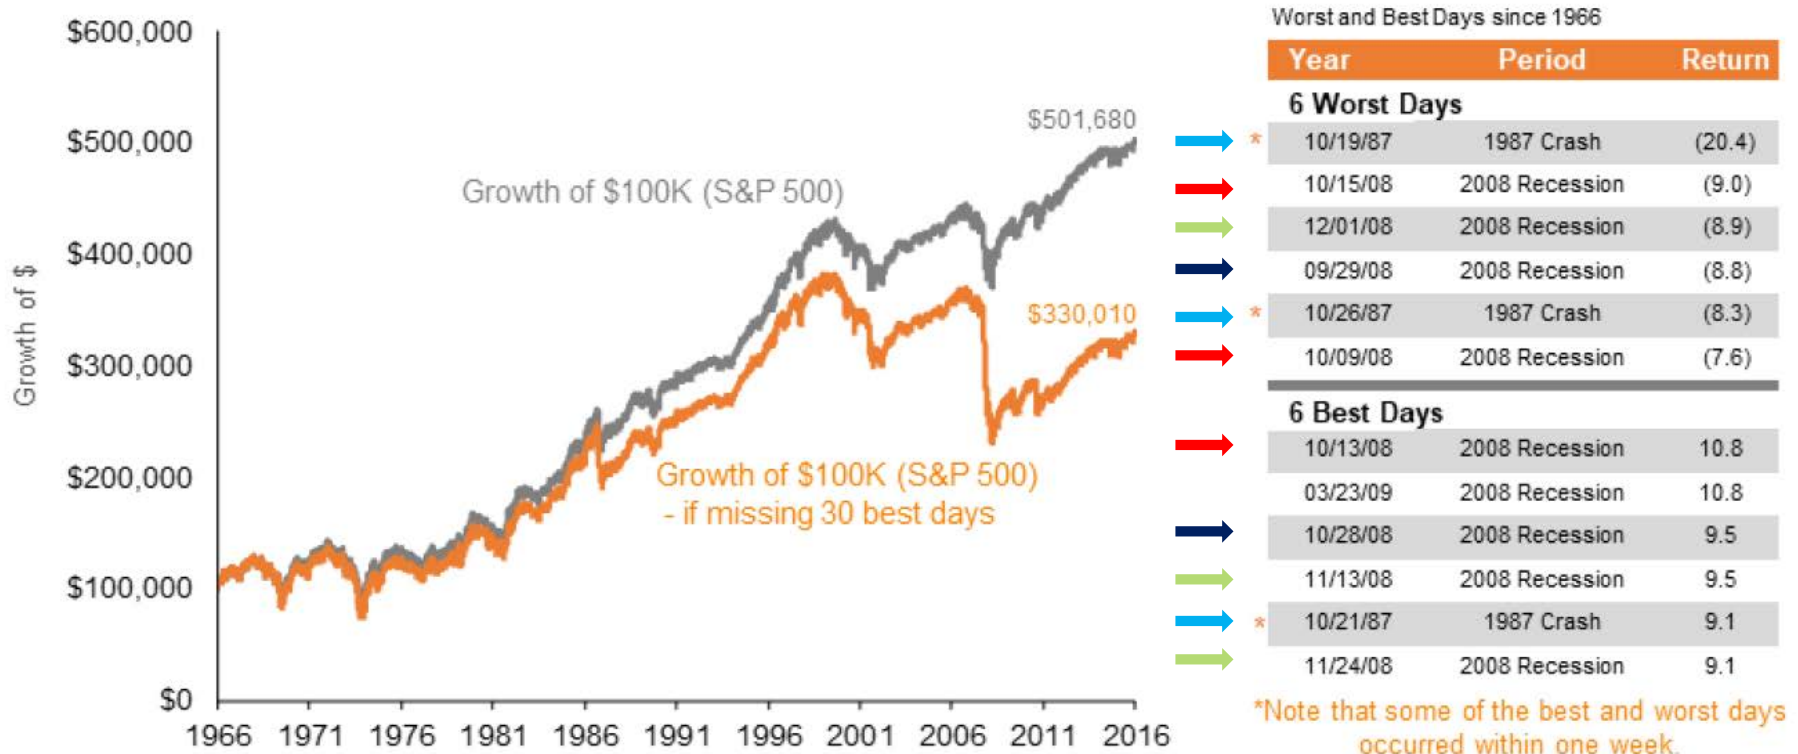 Growth of $
$600,000
$500,000
$400,000
$300,000
$200,000
$100,000
$0
1966 1971 1976 1981 1986 1991 1996 2001 2006 2011 2016
$501,680
Growth of $100K (S&P 500)
$330,010
Growth of $100K (S&P 500)
- if missing 30 best days
Worst and Best Days since 1966
Year Period Return
6 Worst Days
* 10/19/87 1987 Crash (20.4)
10/15/08 2008 Recession (9.0)
12/01/08 2008 Recession (8.9)
09/29/08 2008 Recession (8.8)
* 10/26/87 1987 Crash (8.3)
10/09/08 2008 Recession (7.6)
6 Best Days
10/13/08 2008 Recession 10.8
03/23/09 2008 Recession 10.8
10/28/08 2008 Recession 9.5
11/13/08 2008 Recession 9.5
* 10/21/87 1987 Crash 9.1
11/24/08 2008 Recession 9.1
*Note that some of the best and worst days
occurred within one week.